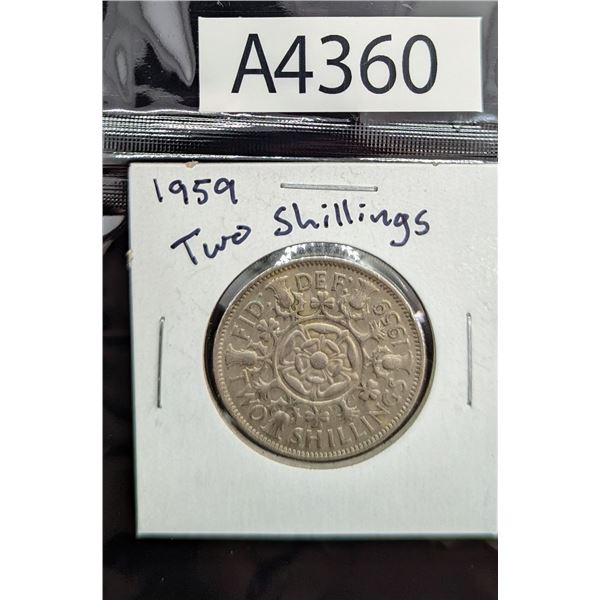 A4360
1959
Two Shillings
FID: DEF: 1959
TWO SHILLINGS